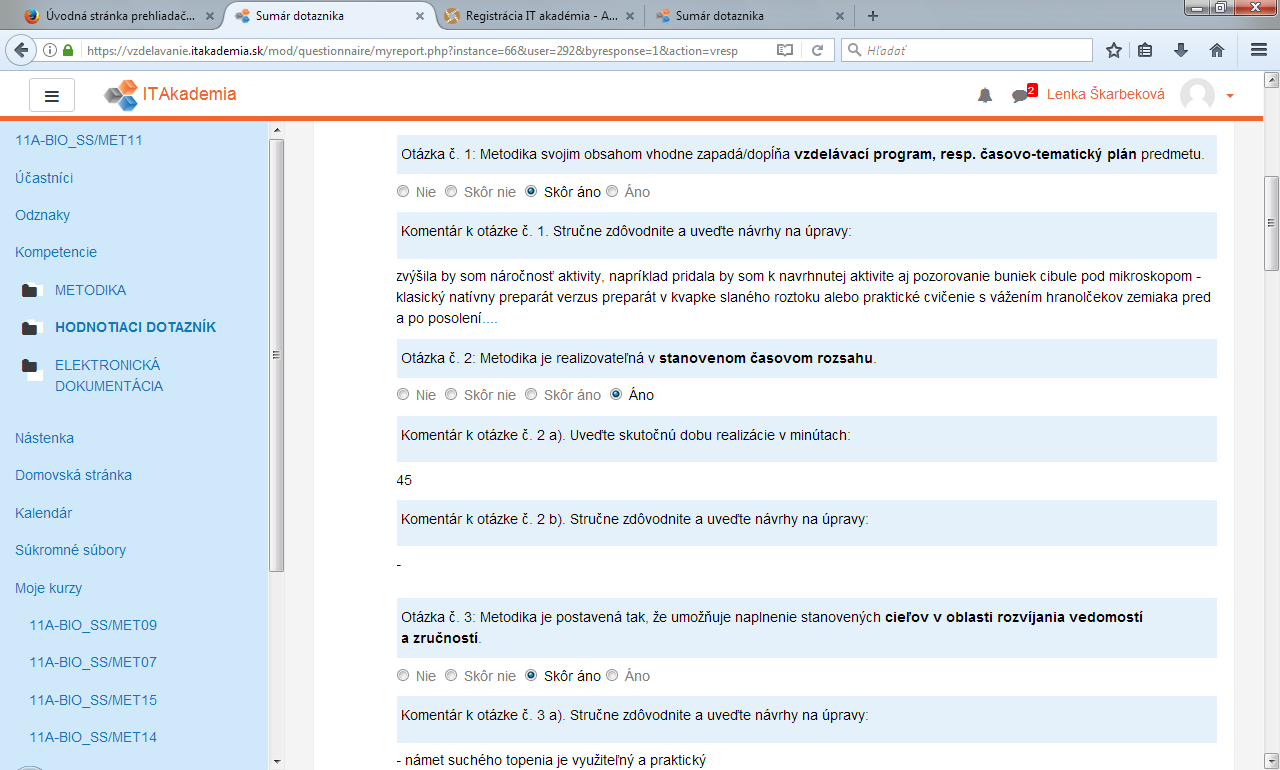 Úvodná stránka prehliadač...
Sumár dotaznika
Registrácia IT akadémia - A...
Sumár dotaznika
https://vzdelavanie.itakademia.sk/mod/questionnaire/myreport.php?instance=66&user=292&byresponse=1&action=vresp
Hľadať
ITAkademia
2
Lenka Škarbeková
11A-BIO_SS/MET11
Účastníci
Odznaky
Kompetencie
METODIKA
HODNOTIACI DOTAZNÍK
ELEKTRONICKÁ
DOKUMENTÁCIA
Nástenka
Domovská stránka
Kalendár
Súkromné súbory
Moje kurzy
11A-BIO_SS/MET09
11A-BIO_SS/MET07
11A-BIO_SS/MET15
11A-BIO_SS/MET14
Otázka č. 1: Metodika svojim obsahom vhodne zapadá/dopĺňa vzdelávací program, resp. časovo-tematický plán predmetu.
Nie Skôr nie Skôr áno Áno
Komentár k otázke č. 1. Stručne zdôvodnite a uveďte návrhy na úpravy:
zvýšila by som náročnosť aktivity, napríklad pridala by som k navrhnutej aktivite aj pozorovanie buniek cibule pod mikroskopom -
klasický natívny preparát verzus preparát v kvapke slaného roztoku alebo praktické cvičenie s vážením hranolčekov zemiaka pred
a po posolení....
Otázka č. 2: Metodika je realizovateľná v stanovenom časovom rozsahu.
Nie Skôr nie Skôr áno Áno
Komentár k otázke č. 2 a). Uveďte skutočnú dobu realizácie v minútach:
45
Komentár k otázke č. 2 b). Stručne zdôvodnite a uveďte návrhy na úpravy:
-
Otázka č. 3: Metodika je postavená tak, že umožňuje naplnenie stanovených cieľov v oblasti rozvíjania vedomostí
a zručností.
Nie Skôr nie Skôr áno Áno
Komentár k otázke č. 3 a). Stručne zdôvodnite a uveďte návrhy na úpravy:
- námet suchého topenia je využiteľný a praktický